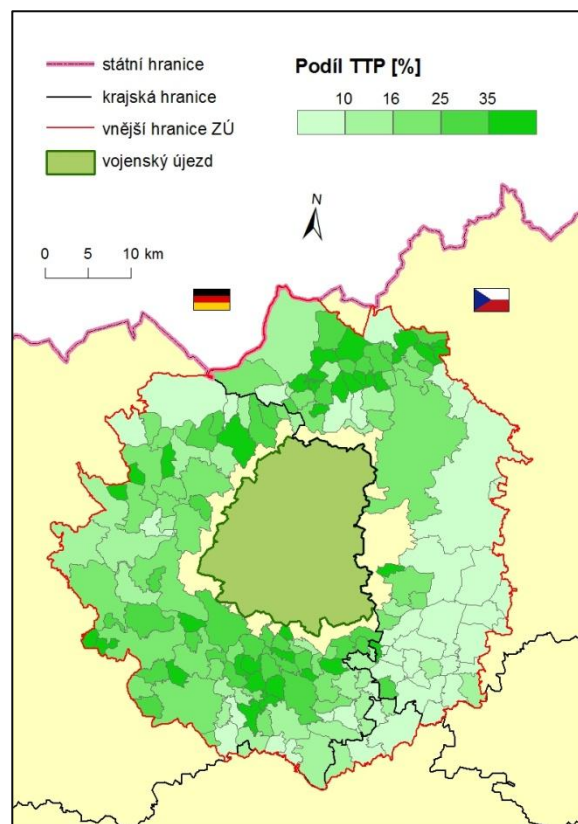 státní hranice
krajská hranice
vnější hranice ZÚ
vojenský újezd
Podíl TTP [%]
10 16 25 35
N
0 5 10 km